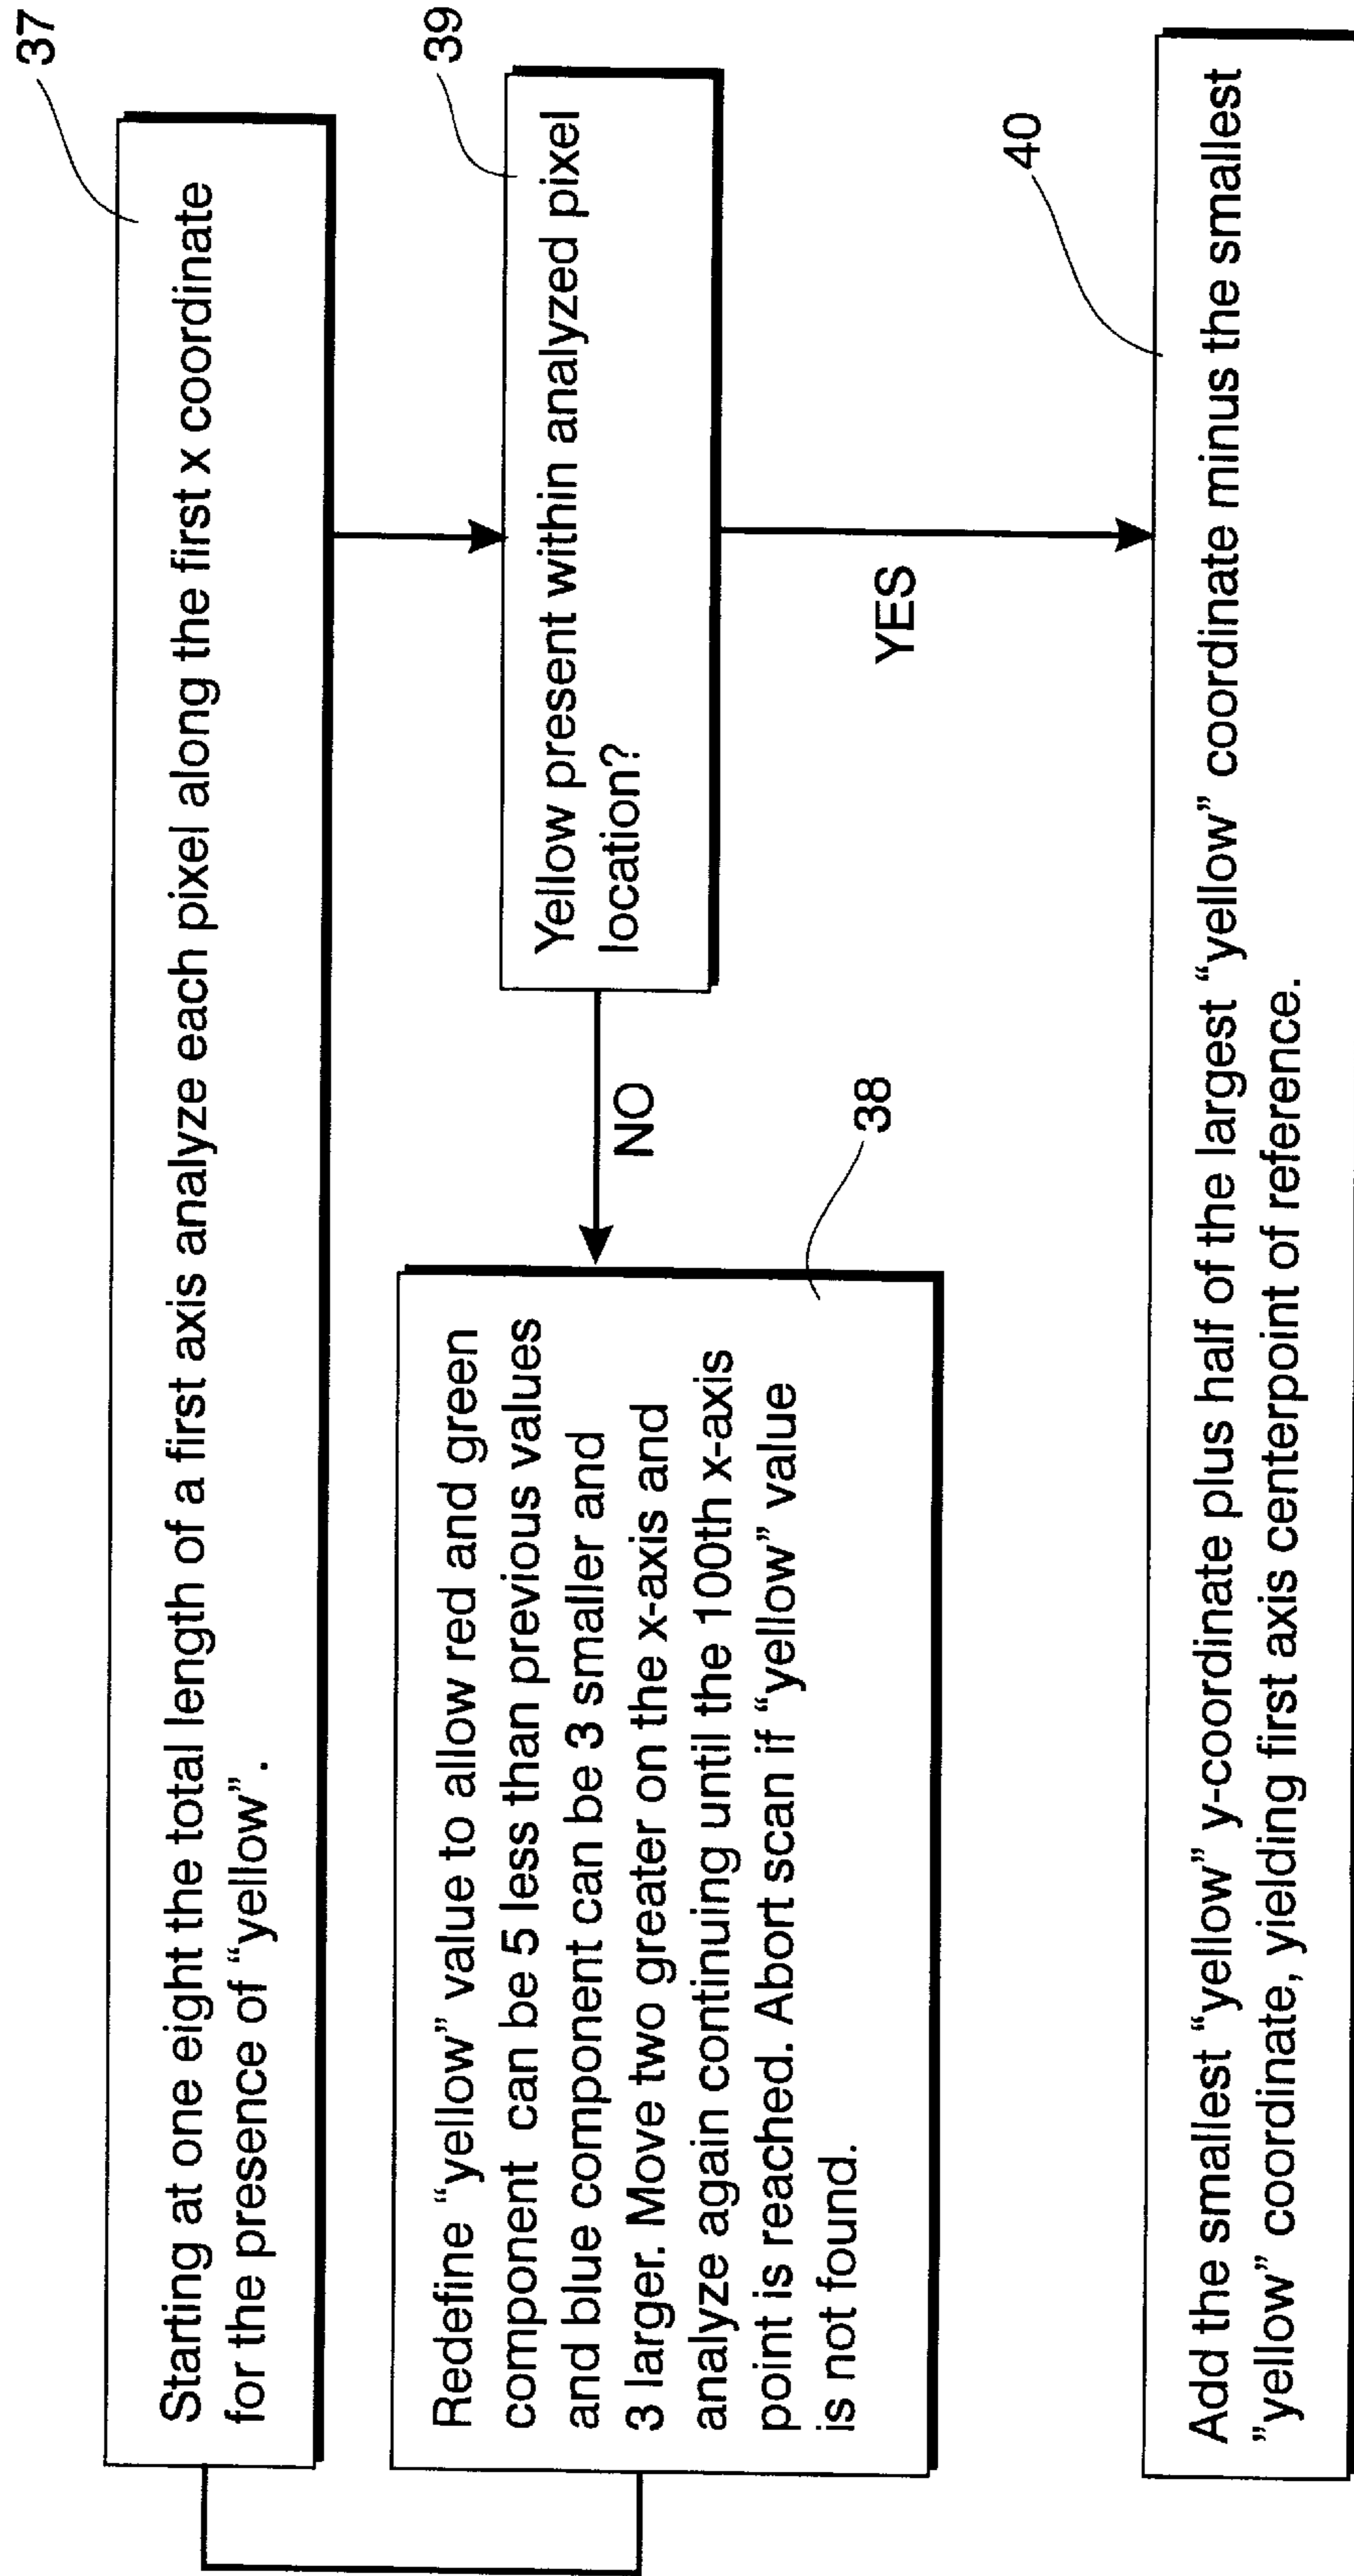 37
Starting at one eight the total length of a first axis analyze each pixel along the first x coordinate
for the presence of “yellow”.
39
Yellow present within analyzed pixel
location?
NO
YES
38
Redefine “yellow” value to allow red and green
component can be 5 less than previous values
and blue component can be 3 smaller and
3 larger. Move two greater on the x-axis and
analyze again continuing until the 100th x-axis
point is reached. Abort scan if “yellow” value
is not found.
40
Add the smallest “yellow” y-coordinate plus half of the largest “yellow” coordinate minus the smallest
”yellow” coordinate, yielding first axis centerpoint of reference.